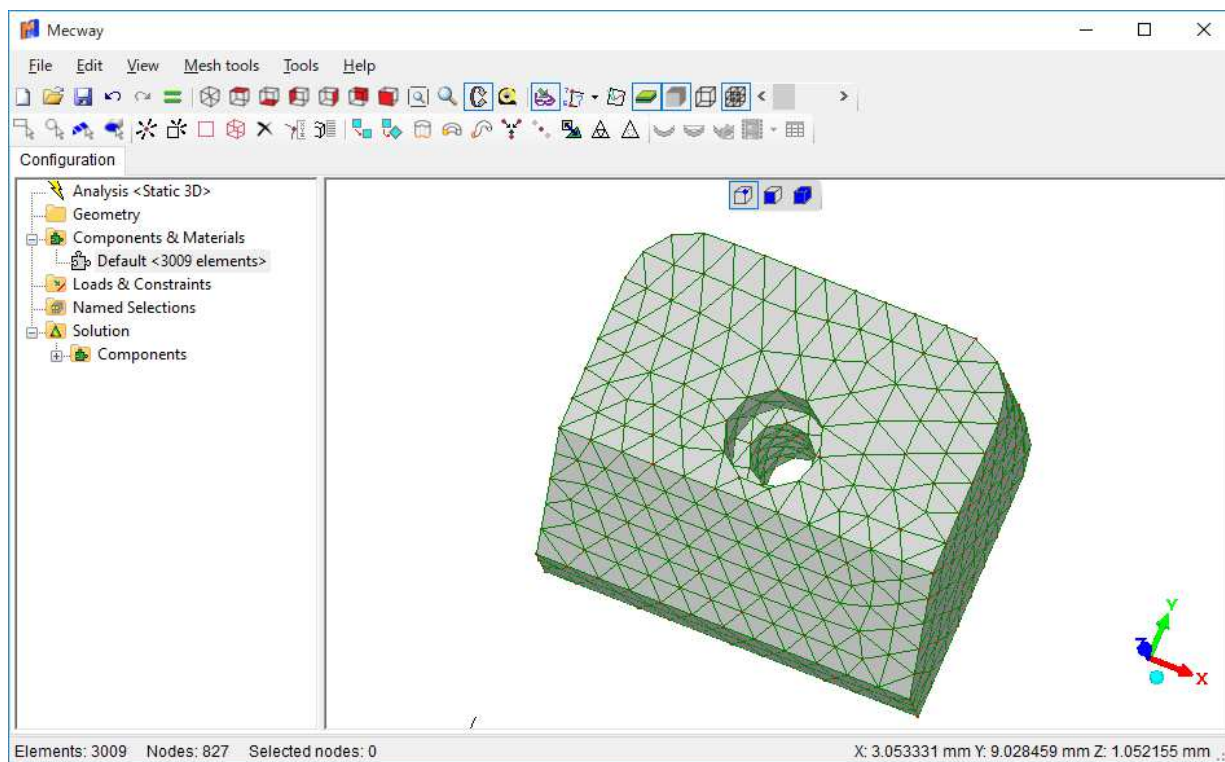 Mecway
File Edit View Mesh tools Tools Help
Configuration
Analysis <Static 3D>
Geometry
Components & Materials
Default <3009 elements>
Loads & Constraints
Named Selections
Solution
Components
Y
Z
X
Elements: 3009 Nodes: 827 Selected nodes: 0 X: 3.053331 mm Y: 9.028459 mm Z: 1.052155 mm